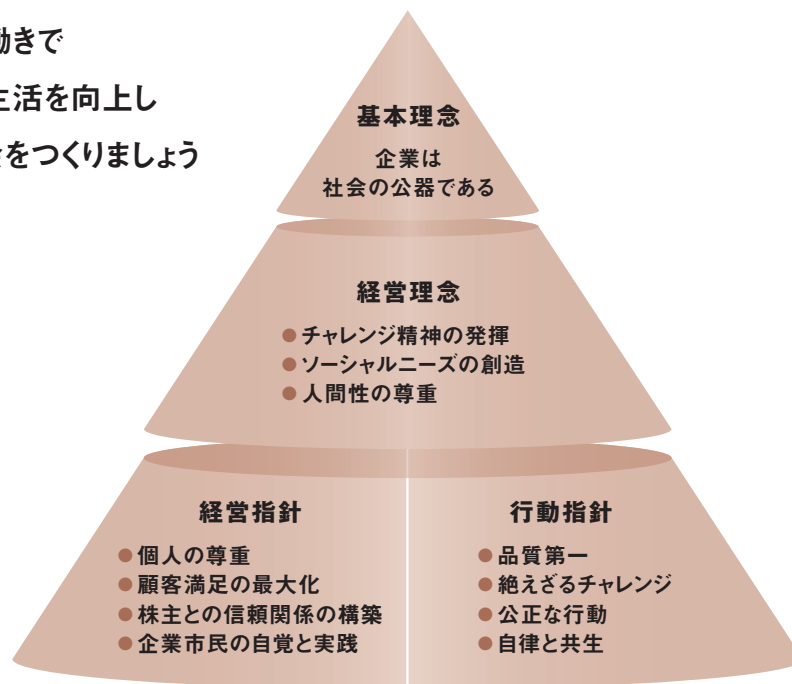 働きで
生活を向上し
をつくりましょう
基本理念
企業は
社会の公器である
経営理念
●チャレンジ精神の発揮
●ソーシャルニーズの創造
●人間性の尊重
経営指針
●個人の尊重
●顧客満足の最大化
●株主との信頼関係の構築
●企業市民の自覚と実践
行動指針
●品質第一
●絶えざるチャレンジ
●公正な行動
●自律と共生